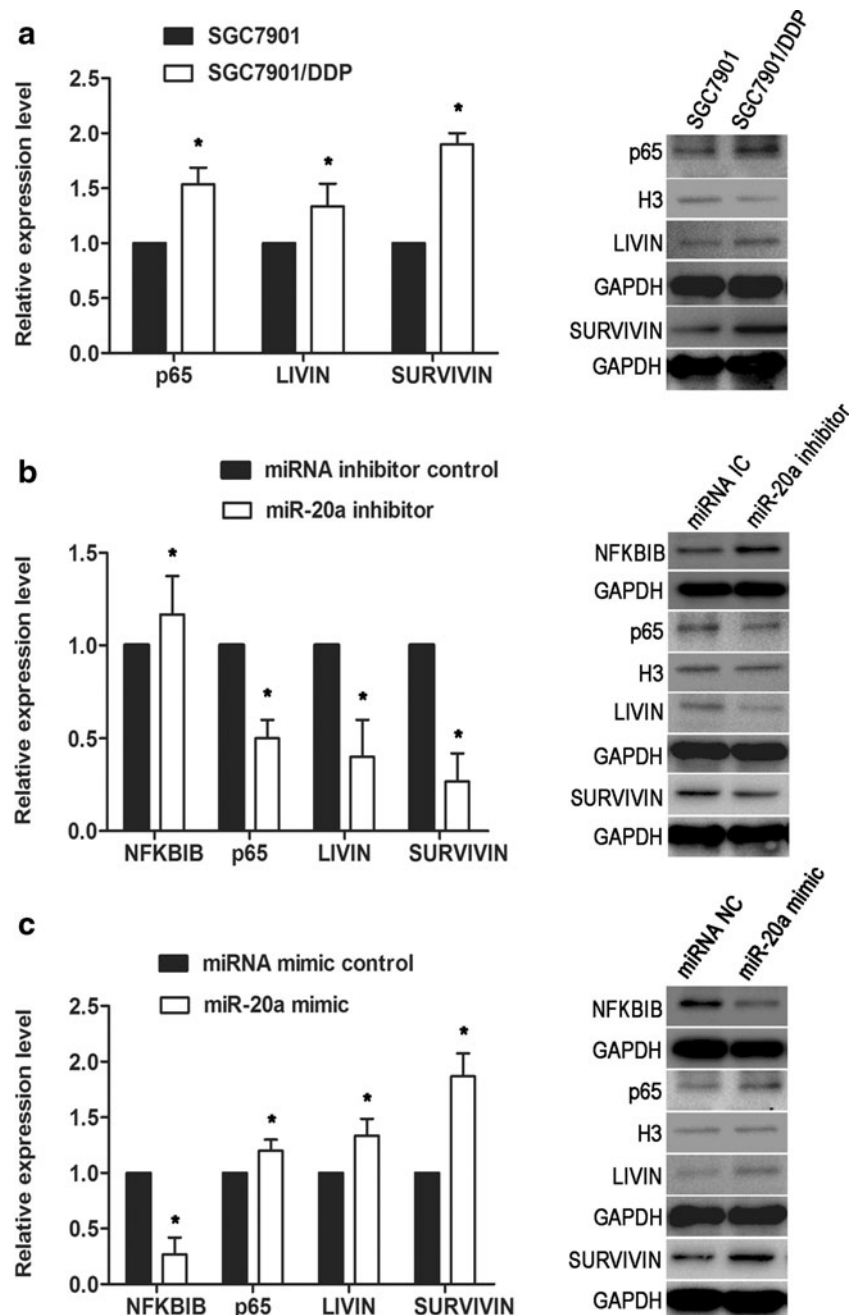 a
SGC7901
SGC7901/DDP
Relative expression level
2.5
2.0
1.5
1.0
0.5
0.0
*
*
*
p65
LIVIN
SURVIVIN
SGC7901
SGC7901/DDP
p65
H3
LIVIN
GAPDH
SURVIVIN
GAPDH
b
miRNA inhibitor control
miR-20a inhibitor
Relative expression level
1.5
1.0
0.5
0.0
*
*
*
*
NFKBIB
p65
LIVIN
SURVIVIN
miRNA IC
miR-20a inhibitor
NFKBIB
GAPDH
p65
H3
LIVIN
GAPDH
SURVIVIN
GAPDH
c
miRNA mimic control
miR-20a mimic
Relative expression level
2.5
2.0
1.5
1.0
0.5
0.0
*
*
*
*
NFKBIB
p65
LIVIN
SURVIVIN
miRNA NC
miR-20a mimic
NFKBIB
GAPDH
p65
H3
LIVIN
GAPDH
SURVIVIN
GAPDH